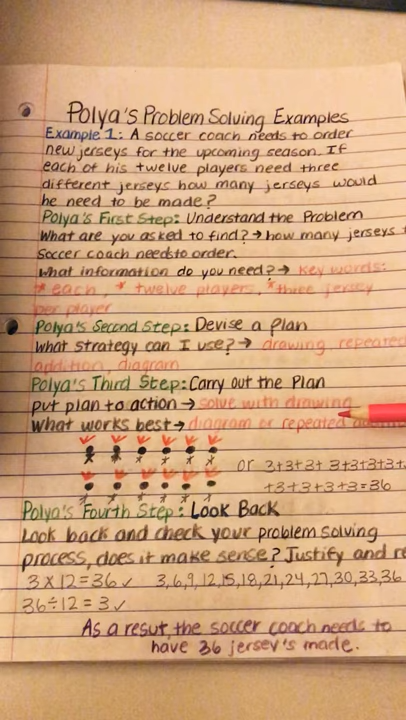 Polya's Problem Solving Examples
Example 1: A soccer coach needs to order
new jerseys for the upcoming season. If
each of his twelve players need three
different jerseys how many jerseys would
he need to be made?
Polya's First Step: Understand the Problem
What are you asked to find? → how many jerseys
soccer coach needs to order.
What information do you need? → key words:
* each, * twelve players, * three jersey
per player
Polya's Second Step: Devise a Plan
What strategy can I use? → drawing, repeated
addition, diagram
Polya's Third Step: Carry out the Plan
put plan to action → solve with drawing
What works best → diagram or repeated
or 3+3+3+ 3+3+3+3+
+3+3+3+3=36
Polya's Fourth Step: Look Back
Look back and check your problem solving
process, does it make sense? Justify and
3×12=36 ✓ 3,6,9,12,15,18,21,24,27,30,33,36
36÷12=3 ✓
As a resut, the soccer coach needs to
have 36 jersey's made.